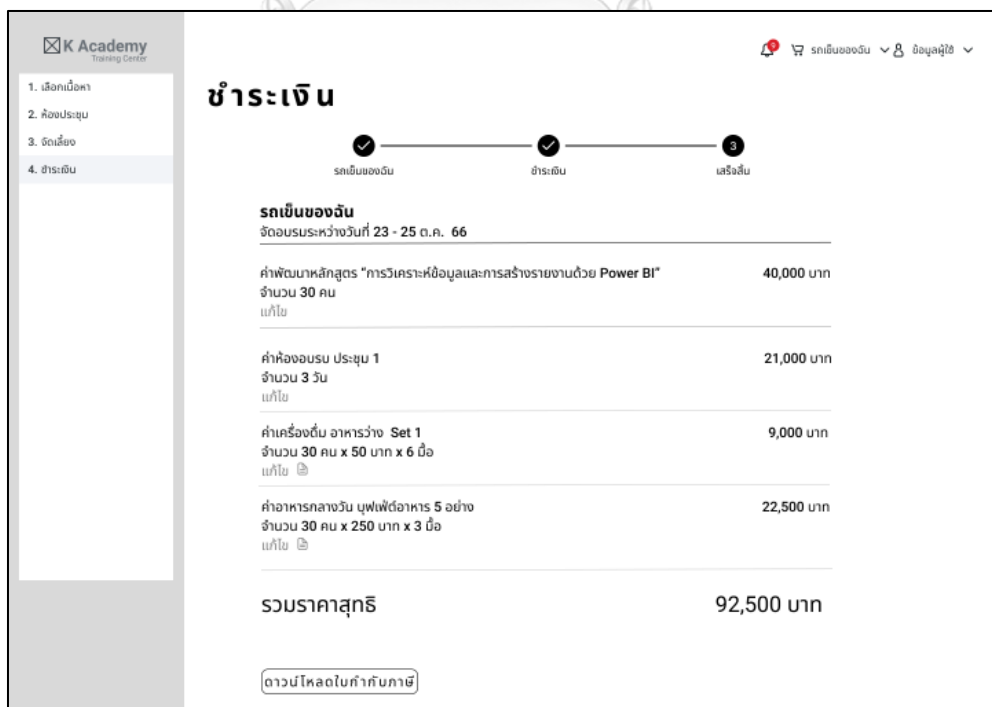 K Academy
Training Center
9
รถเข็นของฉัน
ข้อมูลผู้ใช้
1. เลือกเนื้อหา
2. ห้องประชุม
3. จัดเลี้ยง
4. ชำระเงิน
ชำระเงิน
3
รถเข็นของฉัน ชำระเงิน เสร็จสิ้น
รถเข็นของฉัน
จัดอบรมระหว่างวันที่ 23 - 25 ต.ค. 66
ค่าพัฒนาหลักสูตร “การวิเคราะห์ข้อมูลและการสร้างรายงานด้วย Power BI” 40,000 บาท
จำนวน 30 คน
แก้ไข
ค่าห้องอบรม ประชุม 1 21,000 บาท
จำนวน 3 วัน
แก้ไข
ค่าเครื่องดื่ม อาหารว่าง Set 1 9,000 บาท
จำนวน 30 คน x 50 บาท x 6 มื้อ
แก้ไข
ค่าอาหารกลางวัน บุฟเฟ่ต์อาหาร 5 อย่าง 22,500 บาท
จำนวน 30 คน x 250 บาท x 3 มื้อ
แก้ไข
รวมราคาสุทธิ 92,500 บาท
ดาวน์โหลดใบกำกับภาษี